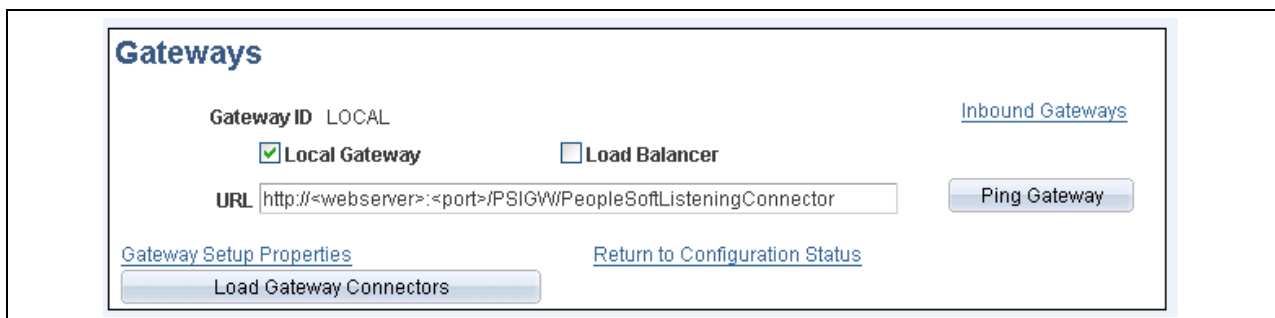 Gateways
Gateway ID LOCAL Inbound Gateways
Local Gateway Load Balancer
URL http://<webserver>:<port>/PSIGW/PeopleSoftListeningConnector Ping Gateway
Gateway Setup Properties Return to Configuration Status
Load Gateway Connectors